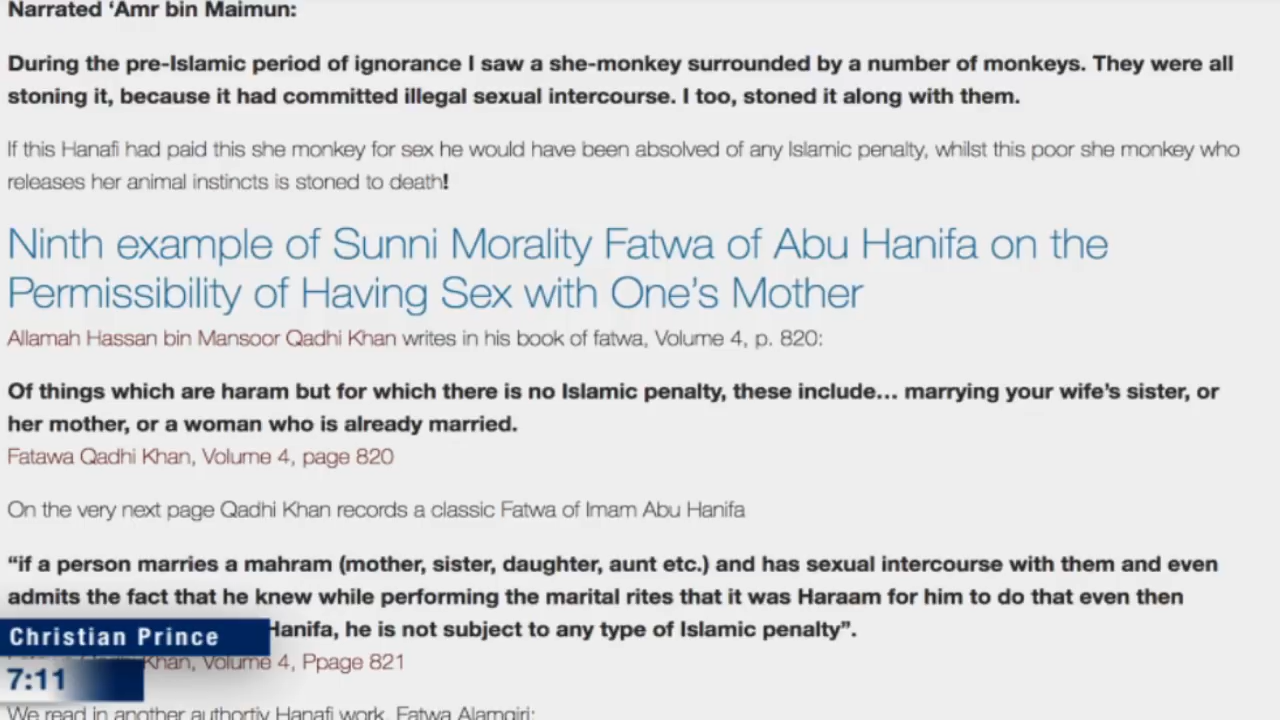 Narrated ‘Amr bin Maimun:
During the pre-Islamic period of ignorance I saw a she-monkey surrounded by a number of monkeys. They were all
stoning it, because it had committed illegal sexual intercourse. I too, stoned it along with them.
If this Hanafi had paid this she monkey for sex he would have been absolved of any Islamic penalty, whilst this poor she monkey who
releases her animal instincts is stoned to death!
Ninth example of Sunni Morality Fatwa of Abu Hanifa on the
Permissibility of Having Sex with One’s Mother
Allamah Hassan bin Mansoor Qadhi Khan writes in his book of fatwa, Volume 4, p. 820:
Of things which are haram but for which there is no Islamic penalty, these include… marrying your wife’s sister, or
her mother, or a woman who is already married.
Fatawa Qadhi Khan, Volume 4, page 820
On the very next page Qadhi Khan records a classic Fatwa of Imam Abu Hanifa
“if a person marries a mahram (mother, sister, daughter, aunt etc.) and has sexual intercourse with them and even
admits the fact that he knew while performing the marital rites that it was Haraam for him to do that even then
Hanifa, he is not subject to any type of Islamic penalty”.
Christian Prince
Khan, Volume 4, Ppage 821
7:11
We read in another authortiy Hanafi work, Fatwa Alamgiri: